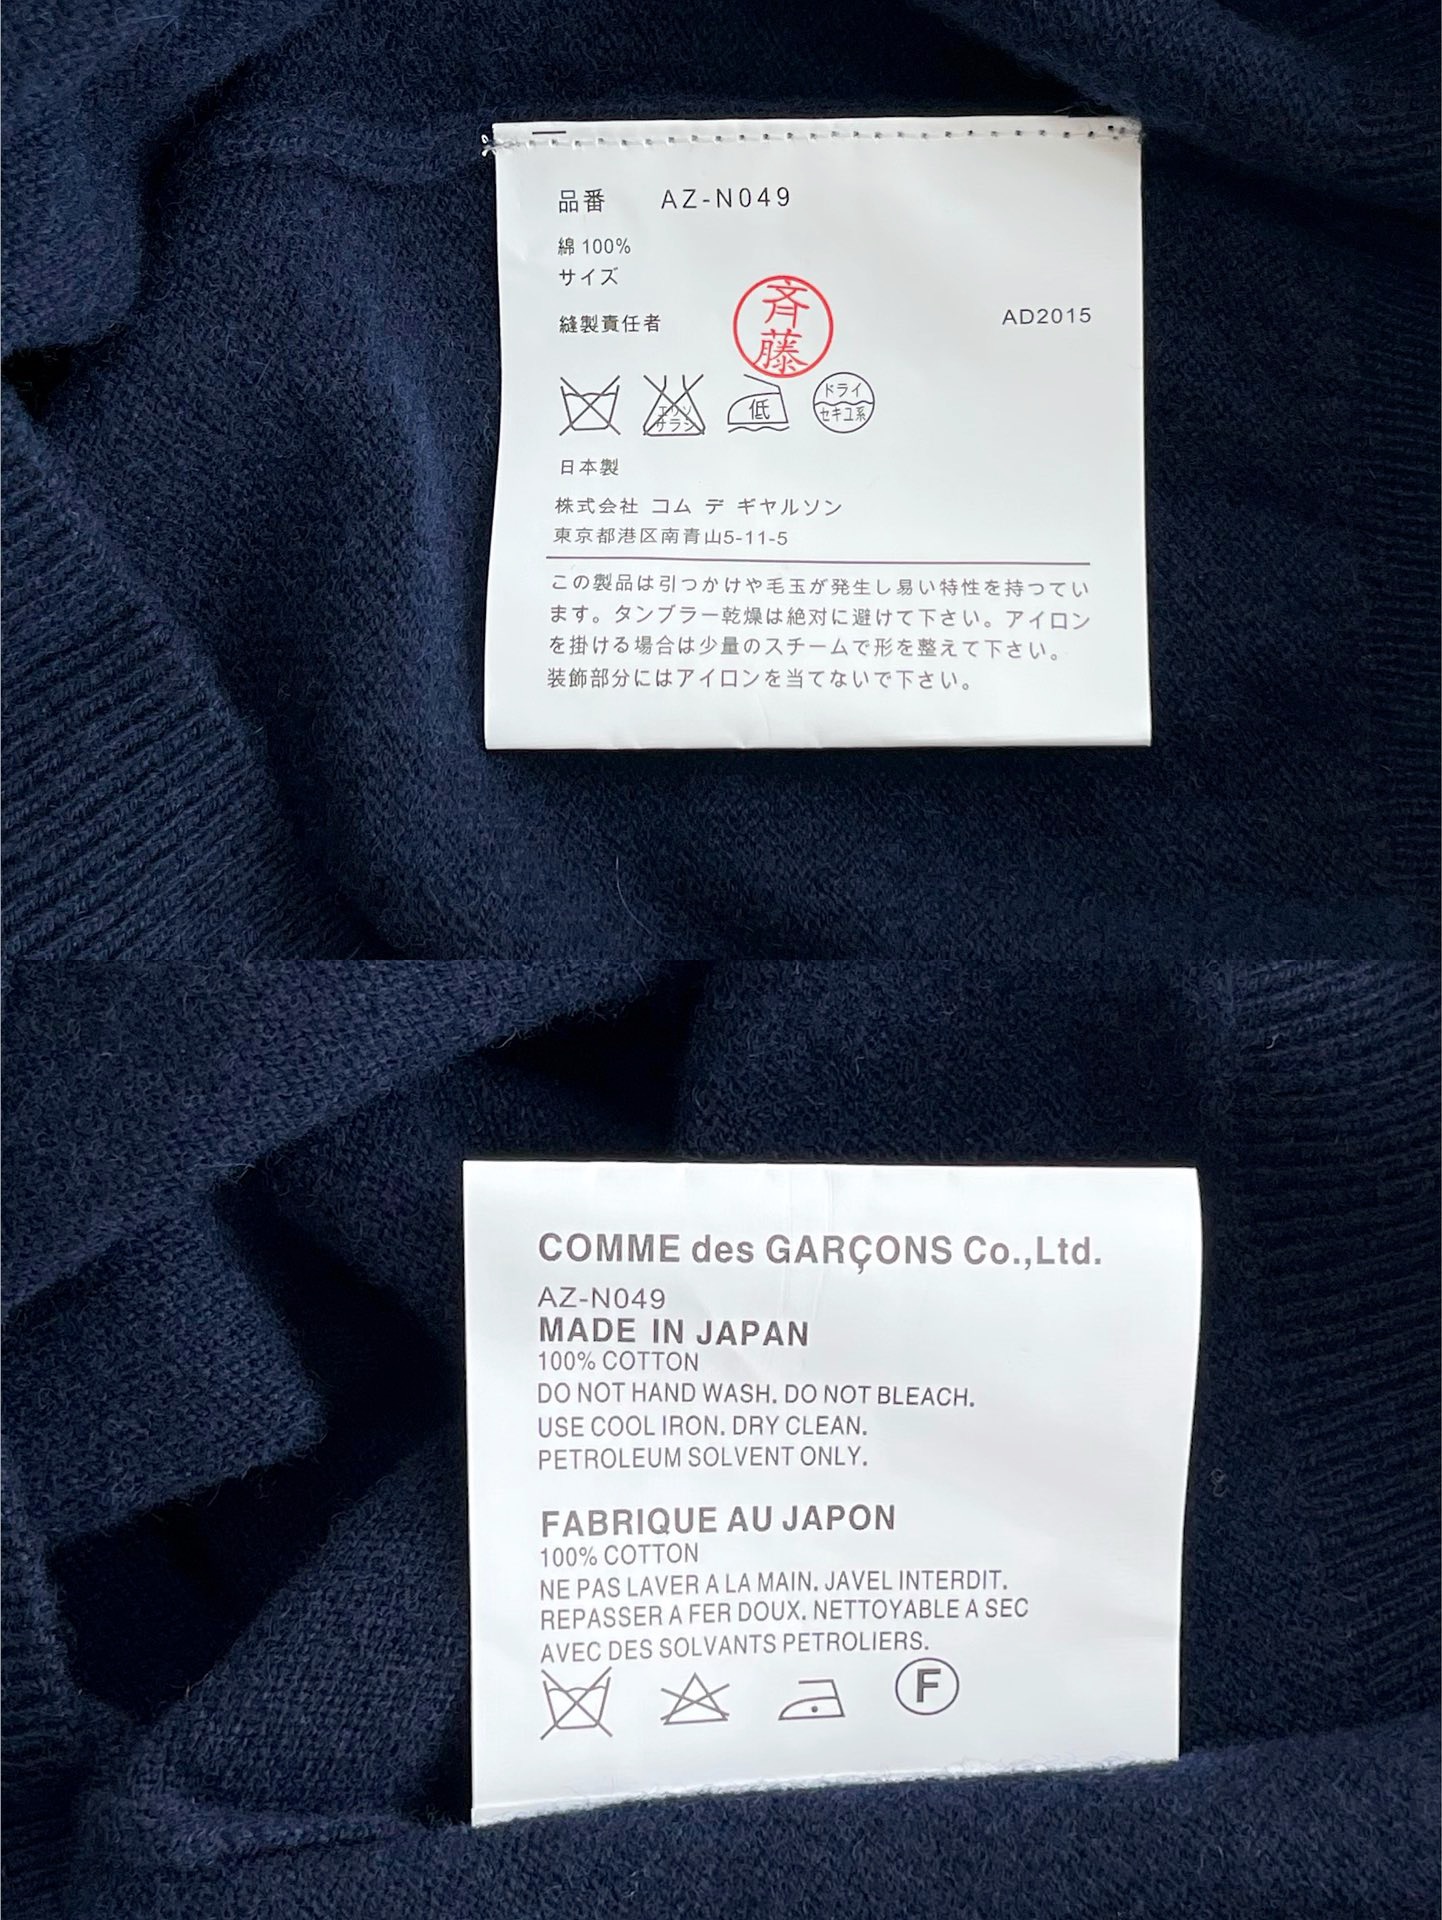 品番 AZ-N049
綿 100%
サイズ
縫製責任者
斉藤
AD2015
エンソ
サラシ
低
ドライ
セキユ系
日本製
株式会社 コム デ ギヤルソン
東京都港区南青山5-11-5
この製品は引つかけや毛玉が発生し易い特性を持つてい
ます。タンブラー乾燥は絶対に避けて下さい。アイロン
を掛ける場合は少量のスチームで形を整えて下さい。
装飾部分にはアイロンを当てないで下さい。
COMME des GARÇONS Co.,Ltd.
AZ-N049
MADE IN JAPAN
100% COTTON
DO NOT HAND WASH. DO NOT BLEACH.
USE COOL IRON. DRY CLEAN.
PETROLEUM SOLVENT ONLY.
FABRIQUE AU JAPON
100% COTTON
NE PAS LAVER A LA MAIN. JAVEL INTERDIT.
REPASSER A FER DOUX. NETTOYABLE A SEC
AVEC DES SOLVANTS PETROLIERS.
F